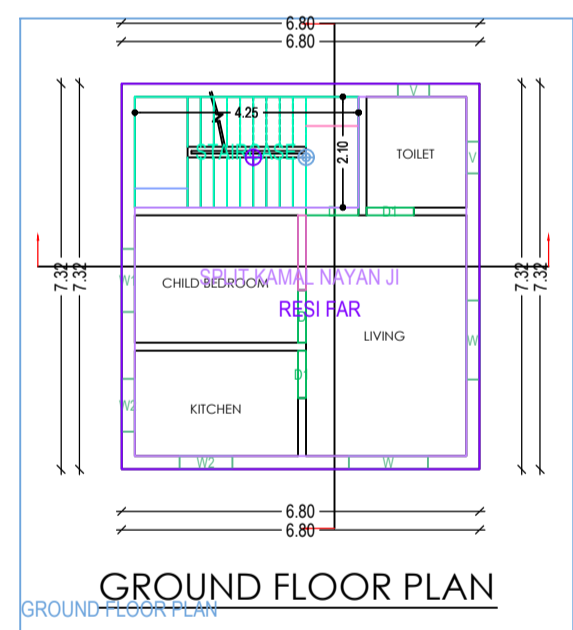 6.80
6.80
V
4.25
STAIRCASE
2.10
TOILET
V
D
D1
7.32
7.32
7.32
7.32
W1
SPLIT KAMAL NAYAN JI
CHILD BEDROOM
RESI FAR
LIVING
W
D1
W2
KITCHEN
W2
W
6.80
6.80
GROUND FLOOR PLAN
GROUND FLOOR PLAN